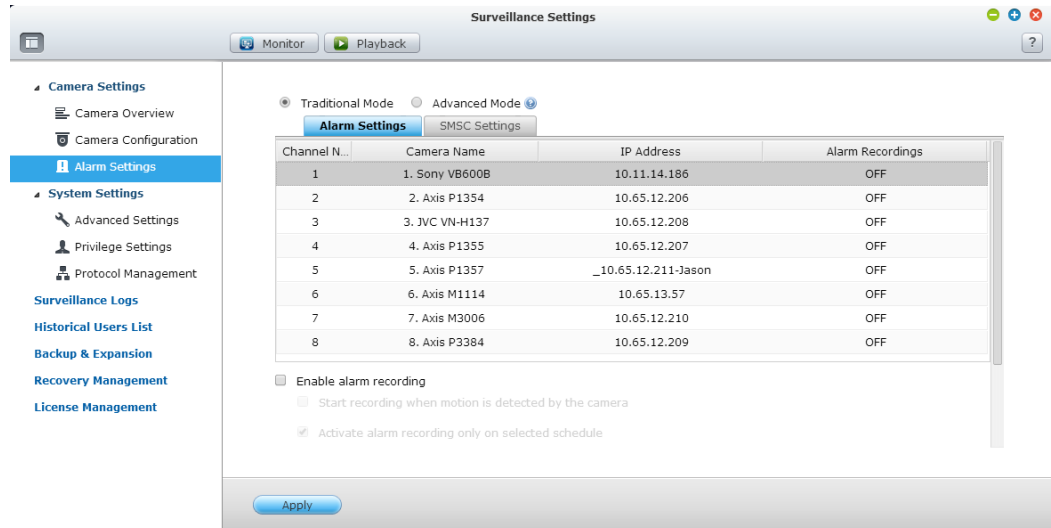 Surveillance Settings
Monitor Playback ?
Camera Settings
Camera Overview
Camera Configuration
Alarm Settings
System Settings
Advanced Settings
Privilege Settings
Protocol Management
Surveillance Logs
Historical Users List
Backup & Expansion
Recovery Management
License Management
Traditional Mode Advanced Mode ?
Alarm Settings SMSC Settings
Channel N... Camera Name IP Address Alarm Recordings
1 1. Sony VB600B 10.11.14.186 OFF
2 2. Axis P1354 10.65.12.206 OFF
3 3. JVC VN-H137 10.65.12.208 OFF
4 4. Axis P1355 10.65.12.207 OFF
5 5. Axis P1357 _10.65.12.211-Jason OFF
6 6. Axis M1114 10.65.13.57 OFF
7 7. Axis M3006 10.65.12.210 OFF
8 8. Axis P3384 10.65.12.209 OFF
Enable alarm recording
Start recording when motion is detected by the camera
Activate alarm recording only on selected schedule
Apply